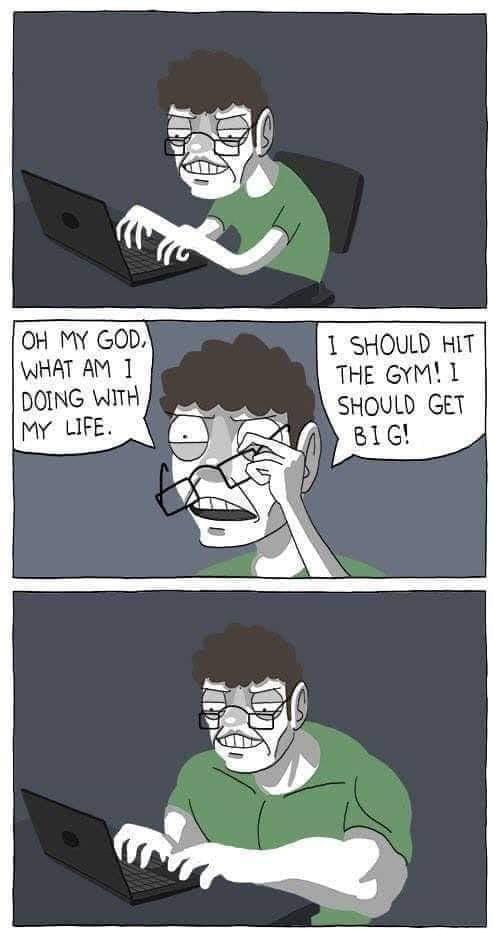 OH MY GOD,
WHAT AM I
DOING WITH
MY LIFE.
I SHOULD HIT
THE GYM! I
SHOULD GET
BIG!